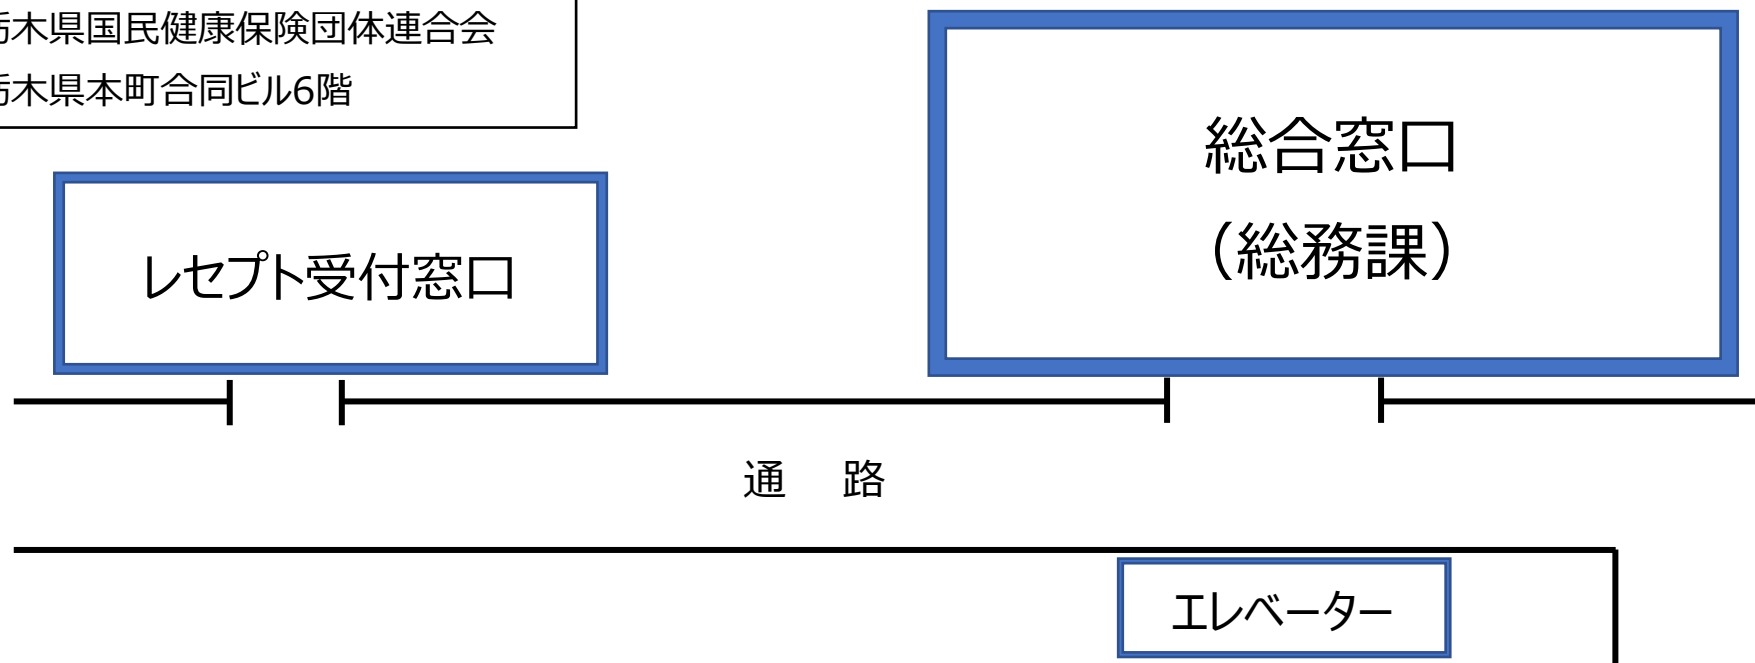 栃木県国民健康保険団体連合会
栃木県本町合同ビル6階
総合窓口
（総務課）
レセプト受付窓口
通　路
エレベーター